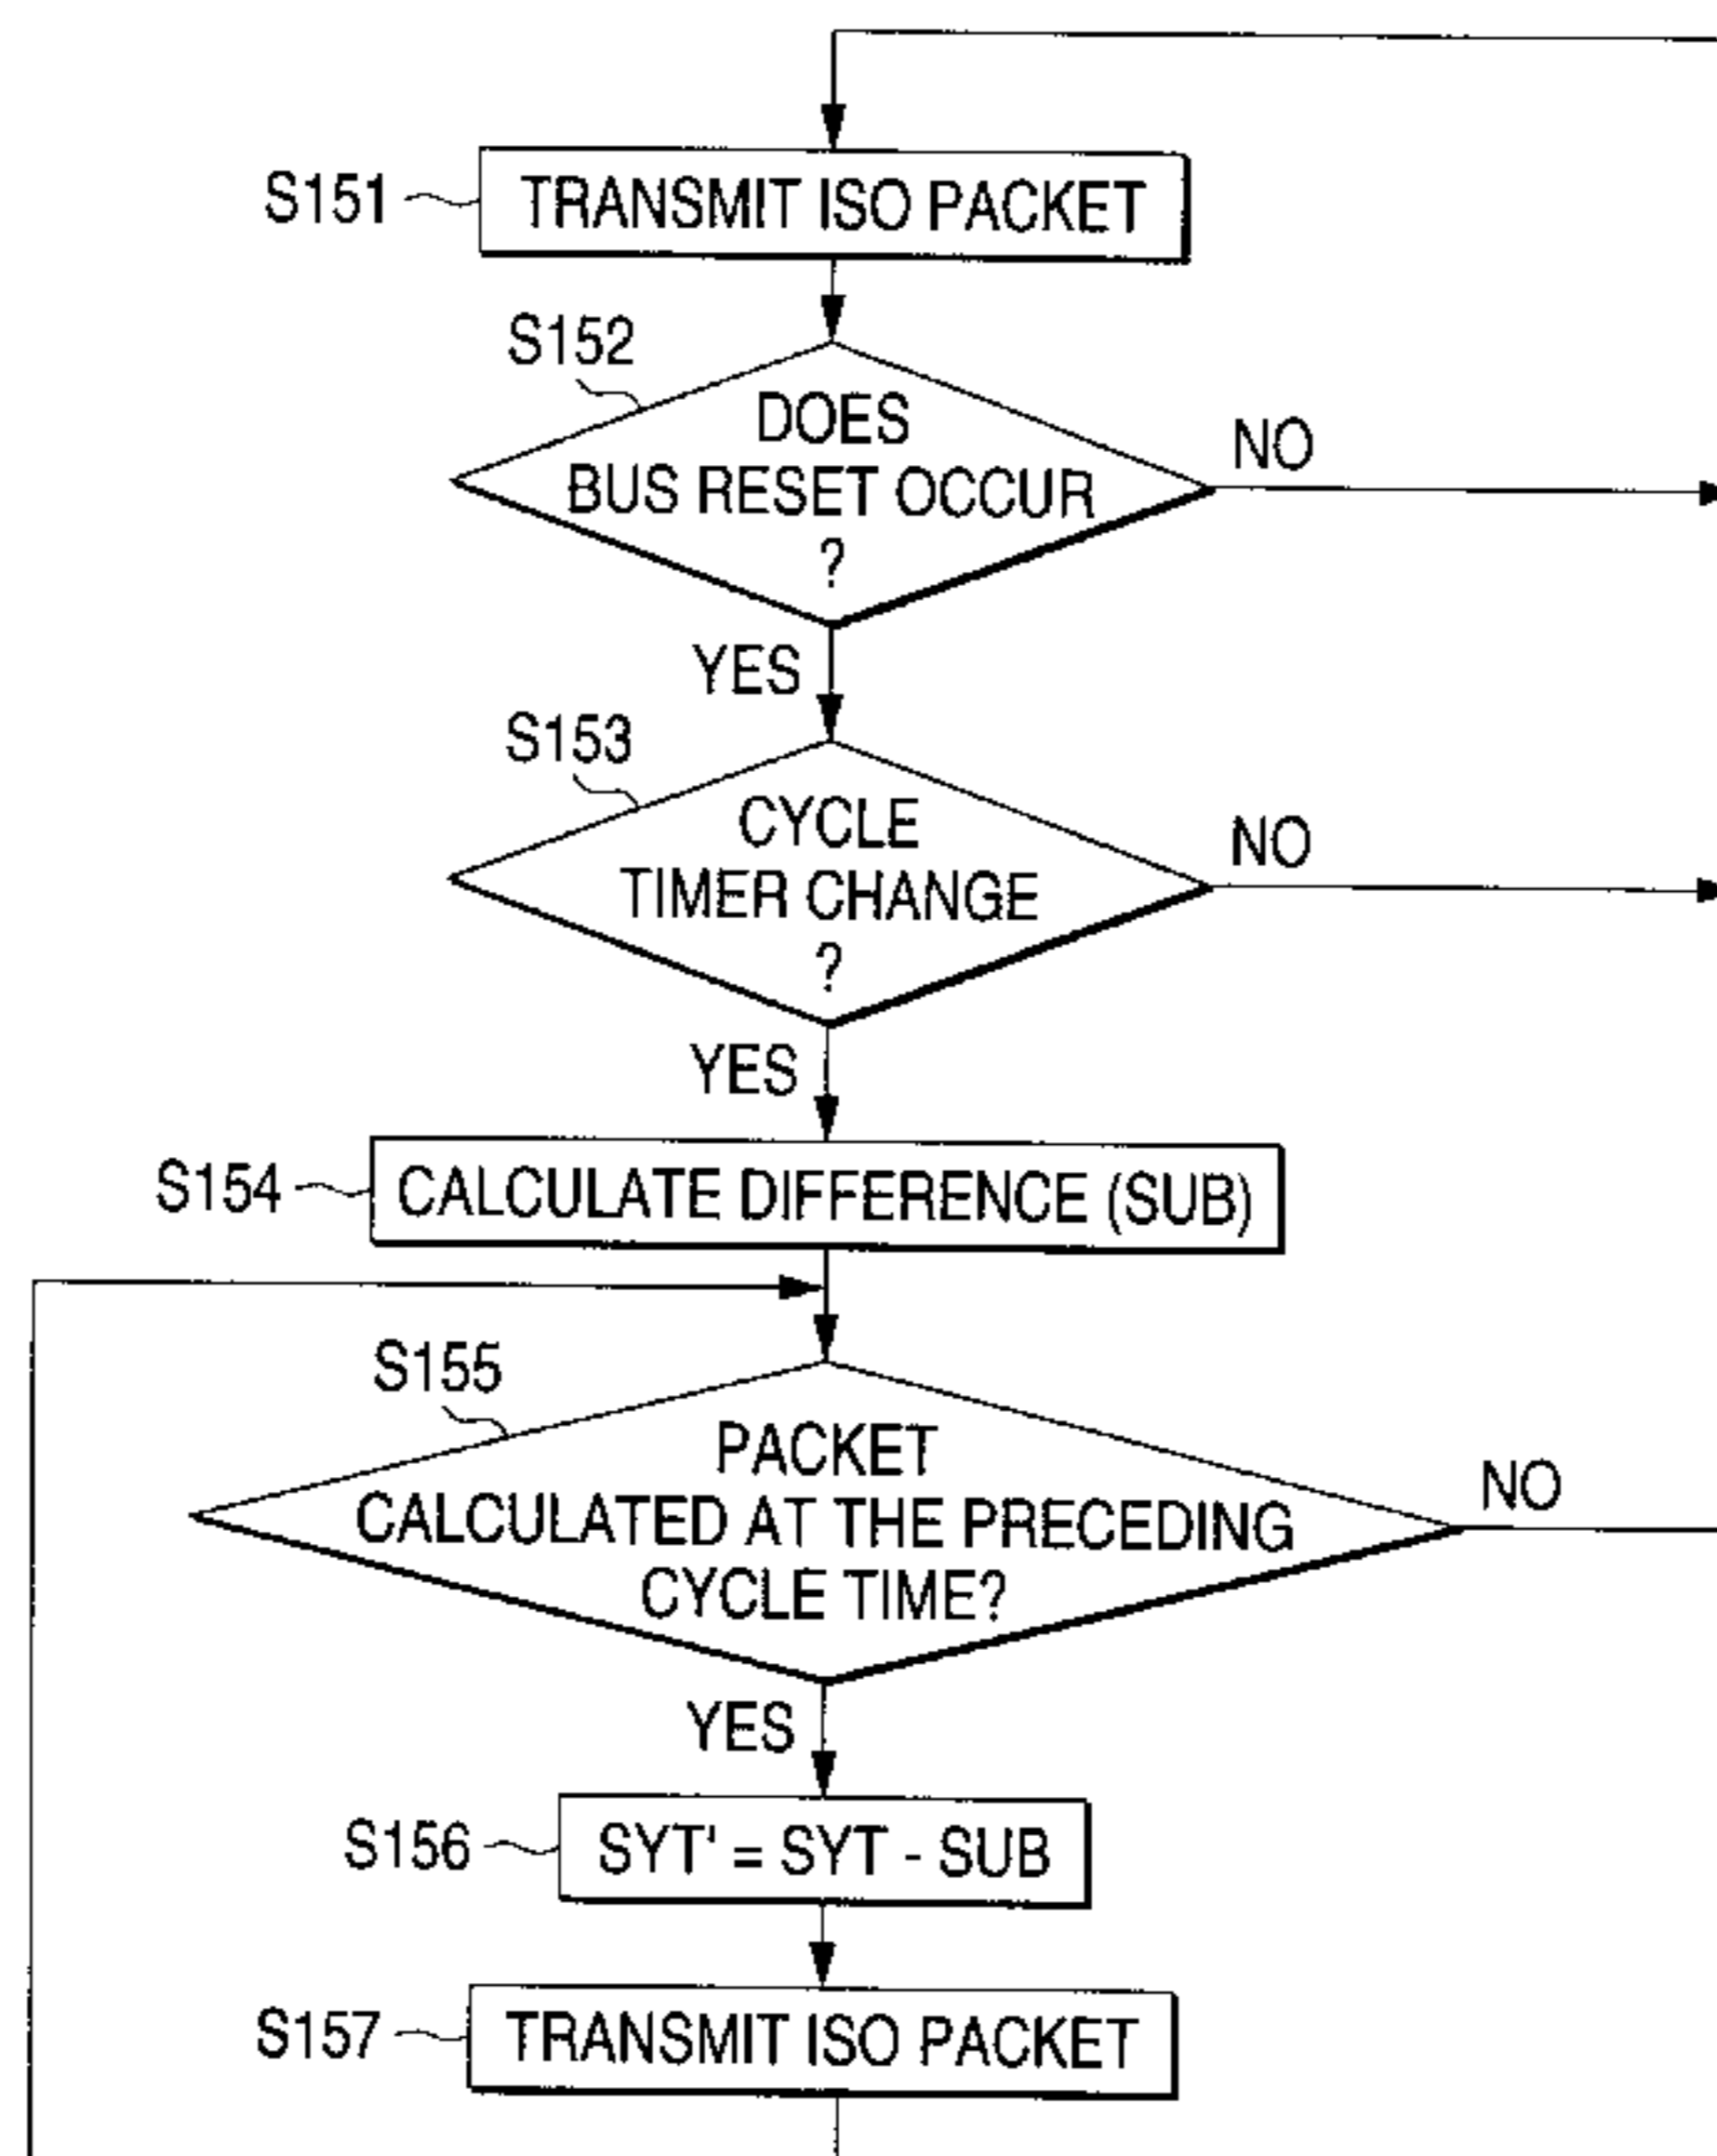 S151
TRANSMIT ISO PACKET
S152
DOES
BUS RESET OCCUR
?
NO
YES
S153
CYCLE
TIMER CHANGE
?
NO
YES
S154
CALCULATE DIFFERENCE (SUB)
S155
PACKET
CALCULATED AT THE PRECEDING
CYCLE TIME?
NO
YES
S156
SYT' = SYT - SUB
S157
TRANSMIT ISO PACKET